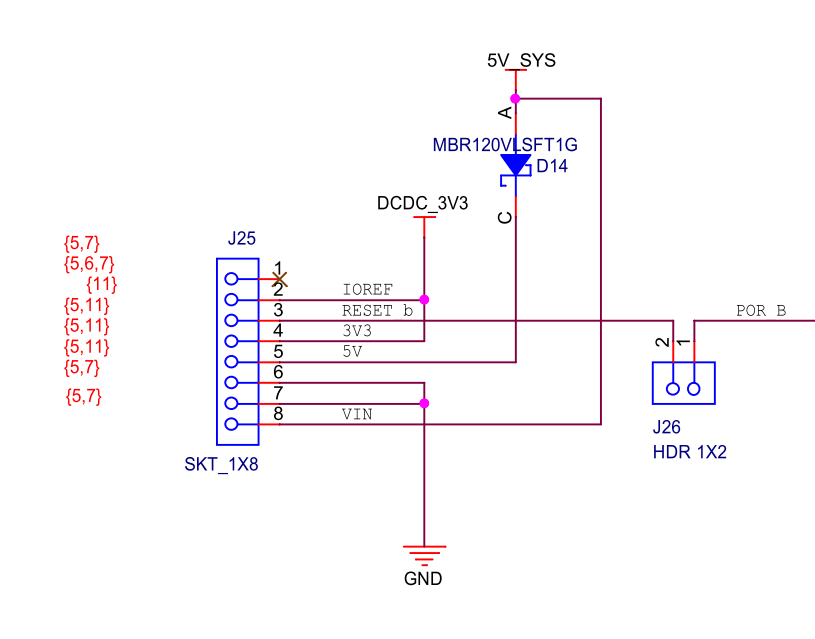 5V_SYS
A
MBR120VLSFT1G
D14
DCDC_3V3
C
{5,7}
J25
{5,6,7}
1
{11}
2
IOREF
{5,11}
3
RESET b
POR B
{5,11}
4
3V3
2
1
{5,11}
5
5V
{5,7}
6
{5,7}
7
8
VIN
J26
HDR 1X2
SKT_1X8
GND